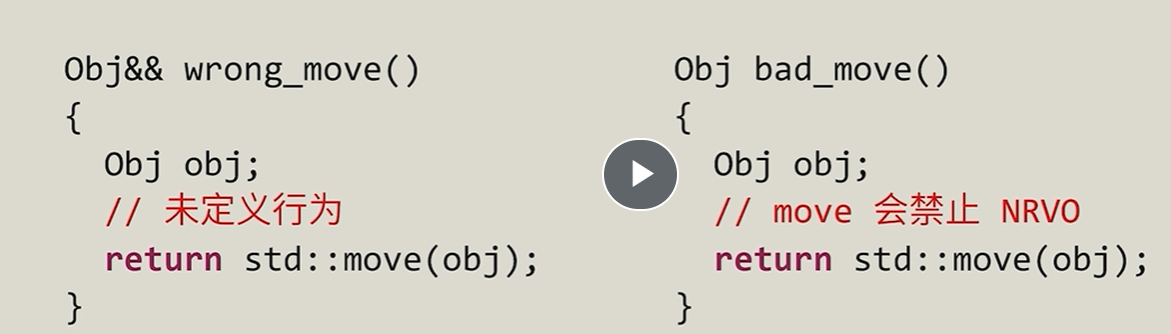 Obj&& wrong_move()
{
Obj obj;
// 未定义行为
return std::move(obj);
}
Obj bad_move()
{
Obj obj;
// move 会禁止 NRVO
return std::move(obj);
}